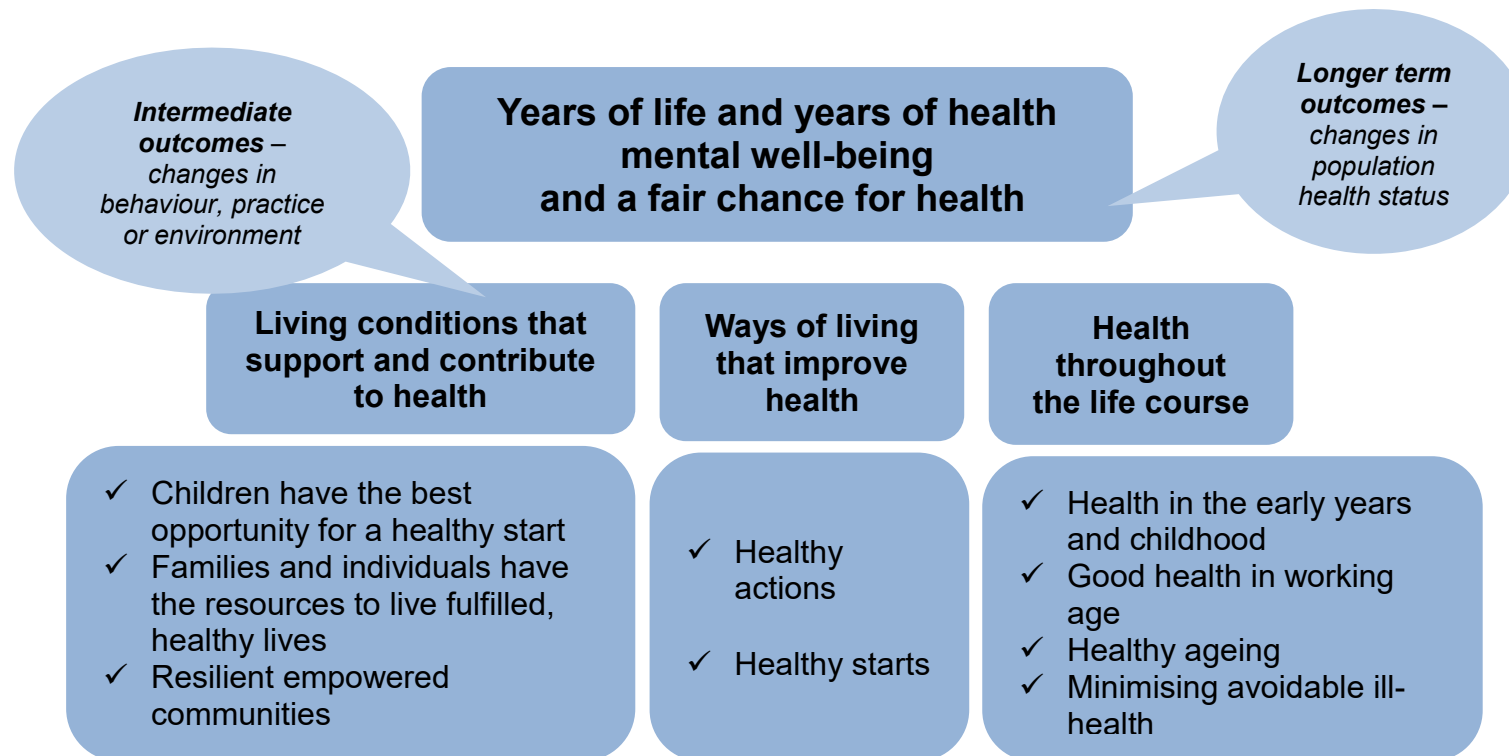 Intermediate
outcomes –
changes in
behaviour, practice
or environment
Years of life and years of health
mental well-being
and a fair chance for health
Longer term
outcomes –
changes in
population
health status
Living conditions that
support and contribute
to health
Ways of living
that improve
health
Health
throughout
the life course
✓ Children have the best
opportunity for a healthy start
✓ Families and individuals have
the resources to live fulfilled,
healthy lives
✓ Resilient empowered
communities
✓ Healthy
actions
✓ Healthy starts
✓ Health in the early years
and childhood
✓ Good health in working
age
✓ Healthy ageing
✓ Minimising avoidable ill-
health